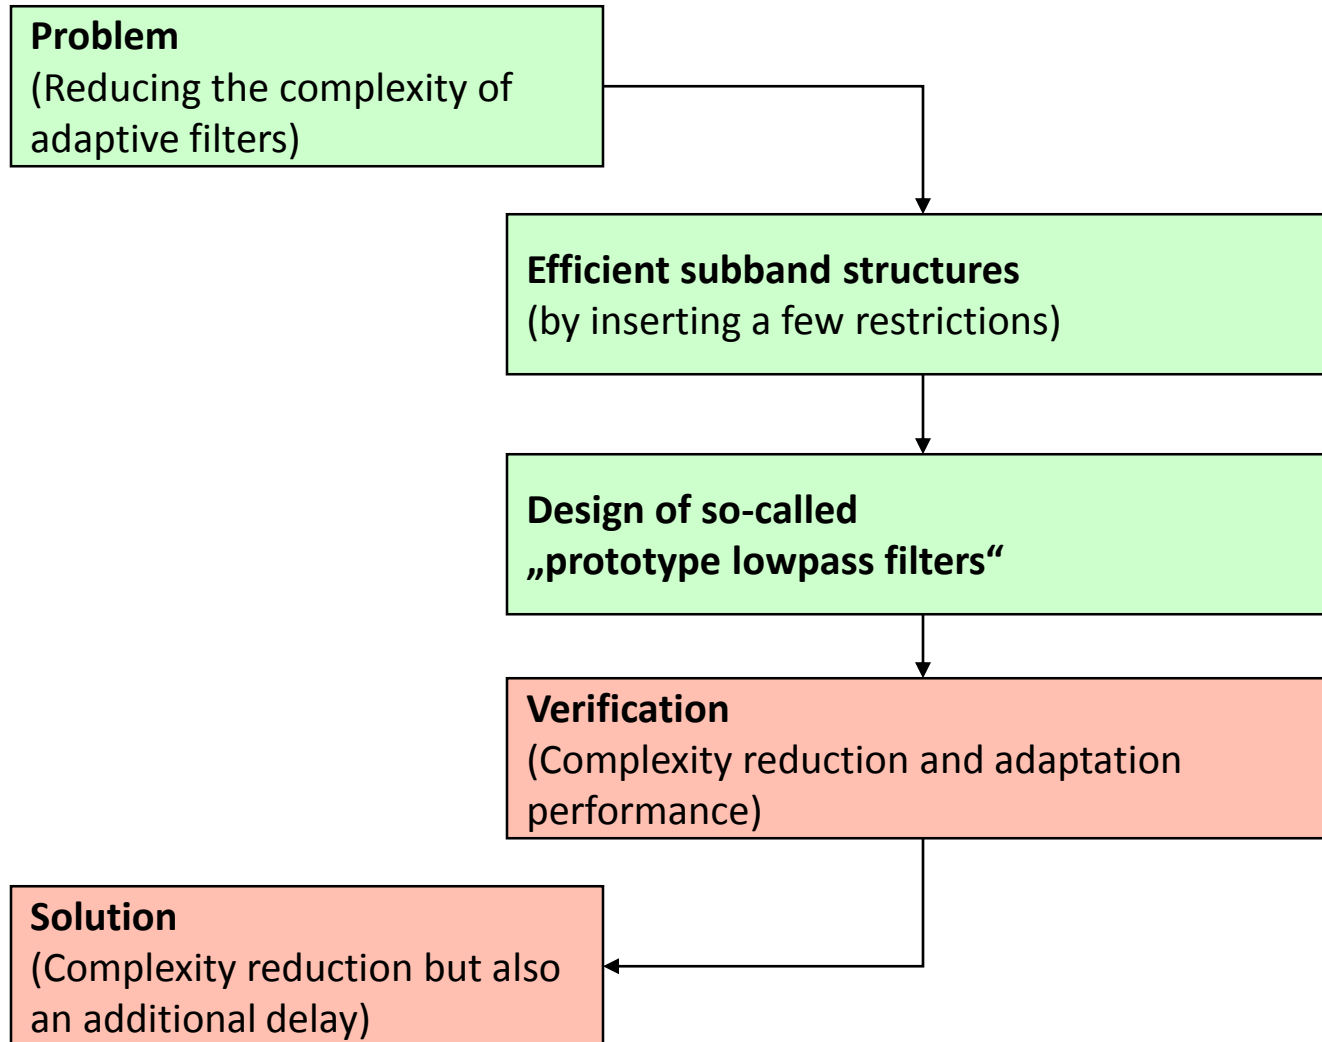 Problem
(Reducing the complexity of
adaptive filters)
Efficient subband structures
(by inserting a few restrictions)
Design of so-called
„prototype lowpass filters“
Verification
(Complexity reduction and adaptation
performance)
Solution
(Complexity reduction but also
an additional delay)